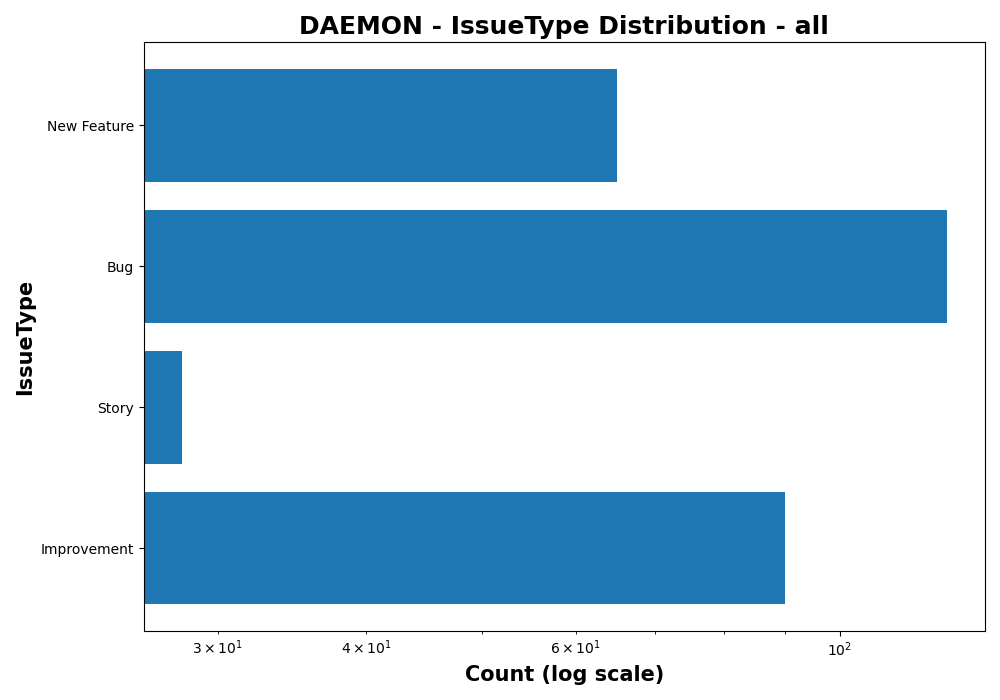 DAEMON - IssueType Distribution - all
New Feature
Bug
Story
Improvement
IssueType
3 × 10¹
4 × 10¹
6 × 10¹
10²
Count (log scale)